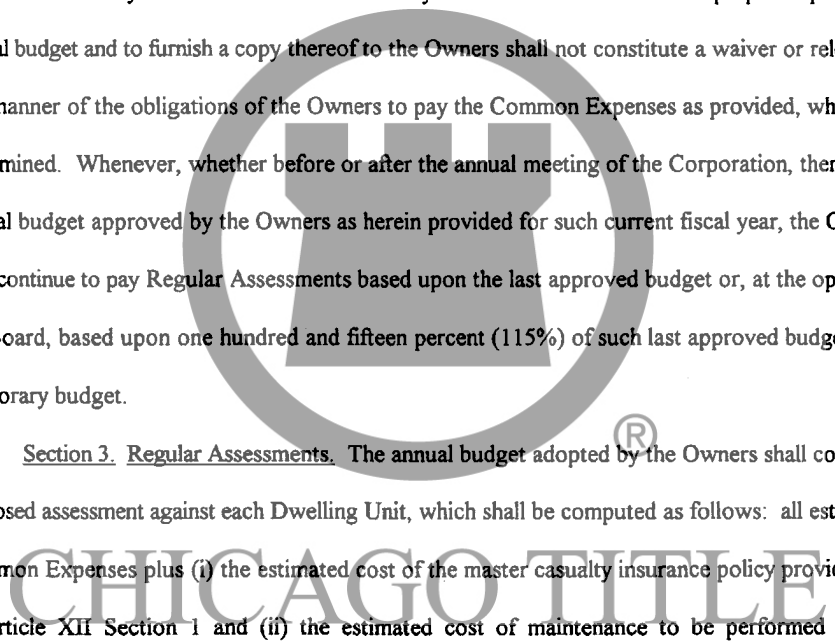 l budget and to furnish a copy thereof to the Owners shall not constitute a waiver or rel
anner of the obligations of the Owners to pay the Common Expenses as provided, wh
mined. Whenever, whether before or after the annual meeting of the Corporation, ther
al budget approved by the Owners as herein provided for such current fiscal year, the
continue to pay Regular Assessments based upon the last approved budget or, at the op
oard, based upon one hundred and fifteen percent (115%) of such last approved budge
orary budget.
®
Section 3. Regular Assessments. The annual budget adopted by the Owners shall co
osed assessment against each Dwelling Unit, which shall be computed as follows: all est
mon Expenses plus (i) the estimated cost of the master casualty insurance policy provi
CHICAGO TITLE
rticle XII Section 1 and (ii) the estimated cost of maintenance to be performed